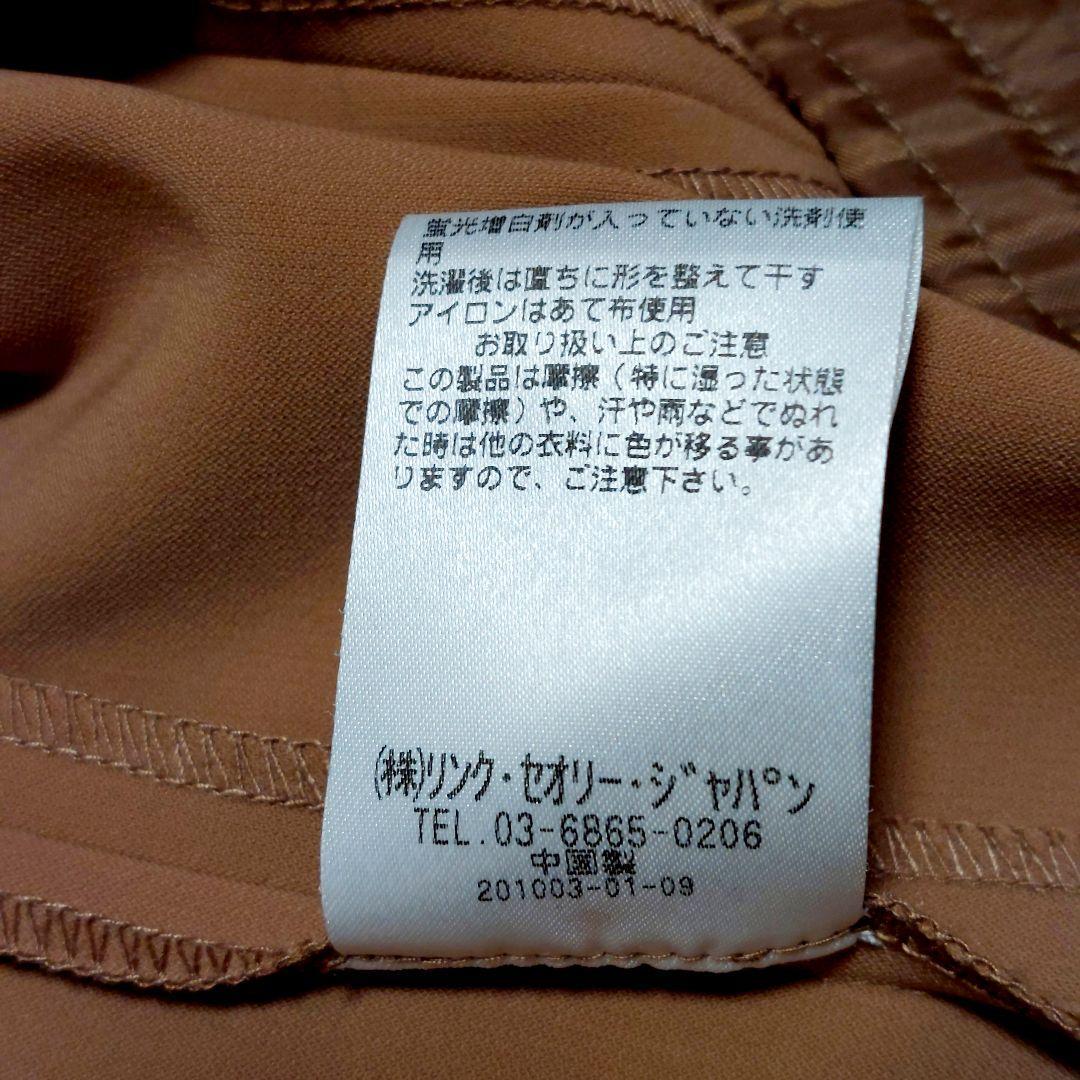 蛍光増白剤が入っていない洗剤使
用
洗濯後は直ちに形を整えて干す
アイロンはあて布使用
お取り扱い上のご注意
この製品は摩擦（特に湿った状態
での摩擦）や、汗や雨などでぬれ
た時は他の衣料に色が移る事があ
りますので、ご注意下さい。
(株)リンク・セオリー・ジャパン
TEL.03-6865-0206
中国製
201003-01-09